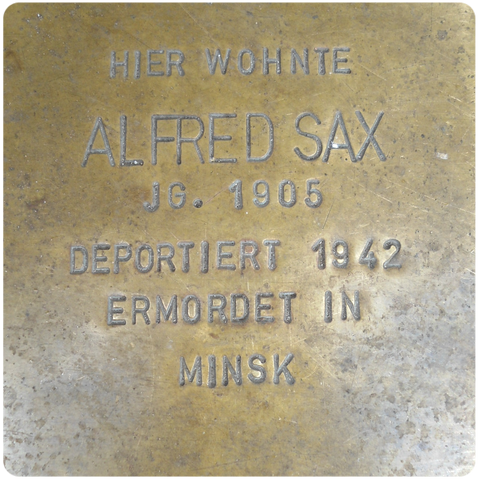 HIER WOHNTE
ALFRED SAX
JG. 1905
DEPORTIERT 1942
ERMORDET IN
MINSK